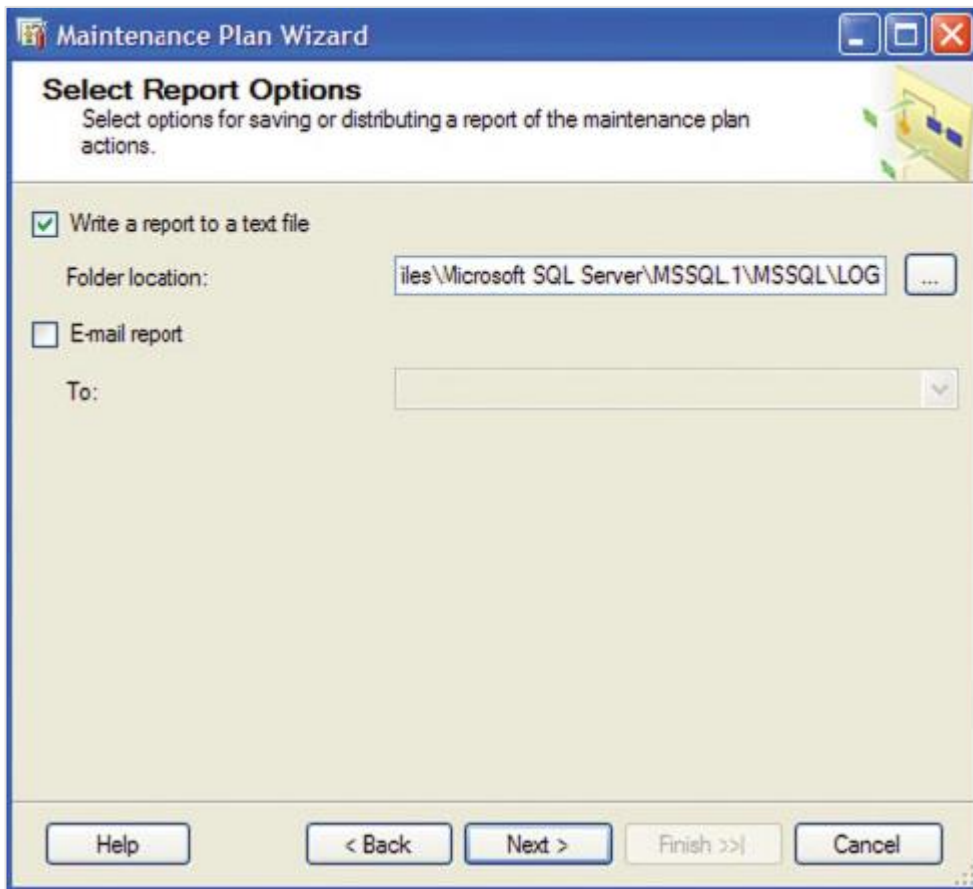 Maintenance Plan Wizard
Select Report Options
Select options for saving or distributing a report of the maintenance plan
actions.
Write a report to a text file
Folder location: iles\Microsoft SQL Server\MSSQL.1\MSSQL\LOG ...
E-mail report
To:
Help < Back Next > Finish >>| Cancel